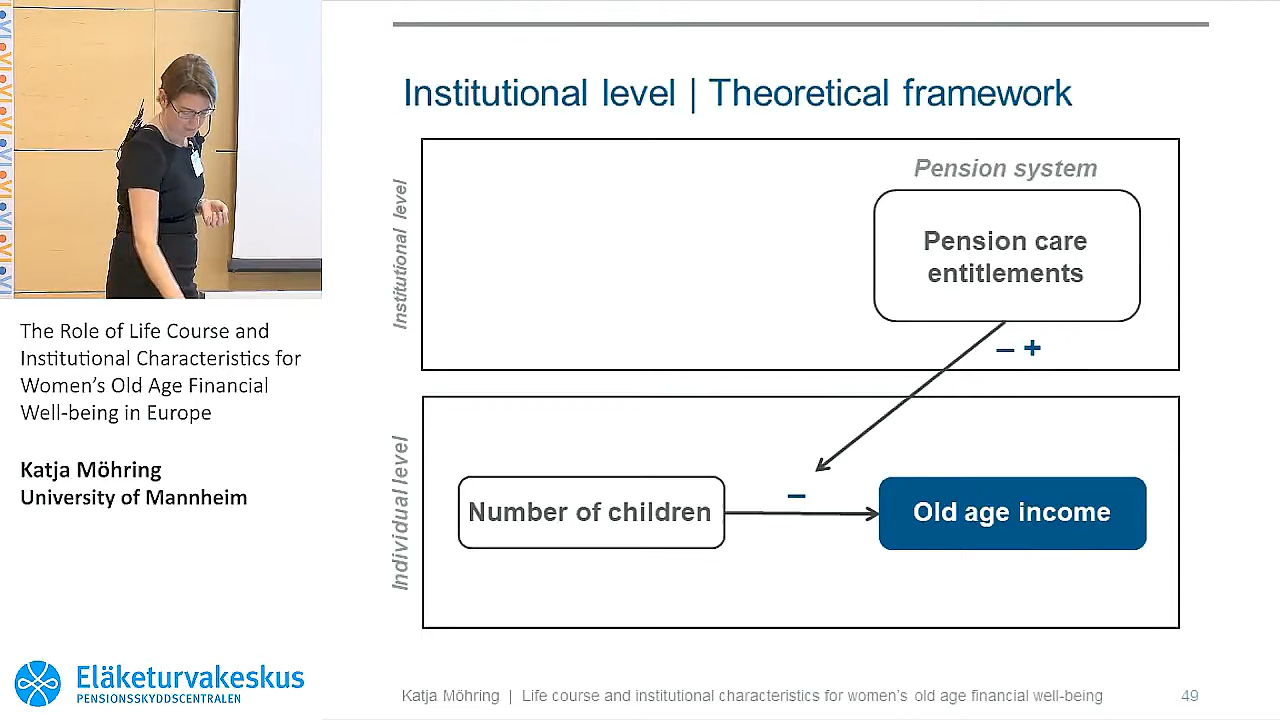 Institutional level | Theoretical framework
Institutional level
Pension system
Pension care
entitlements
– +
Individual level
Number of children
–
Old age income
The Role of Life Course and
Institutional Characteristics for
Women's Old Age Financial
Well-being in Europe
Katja Möhring
University of Mannheim
Eläketurvakeskus
PENSIONSSKYDDSCENTRALEN
Katja Möhring | Life course and institutional characteristics for women's old age financial well-being
49